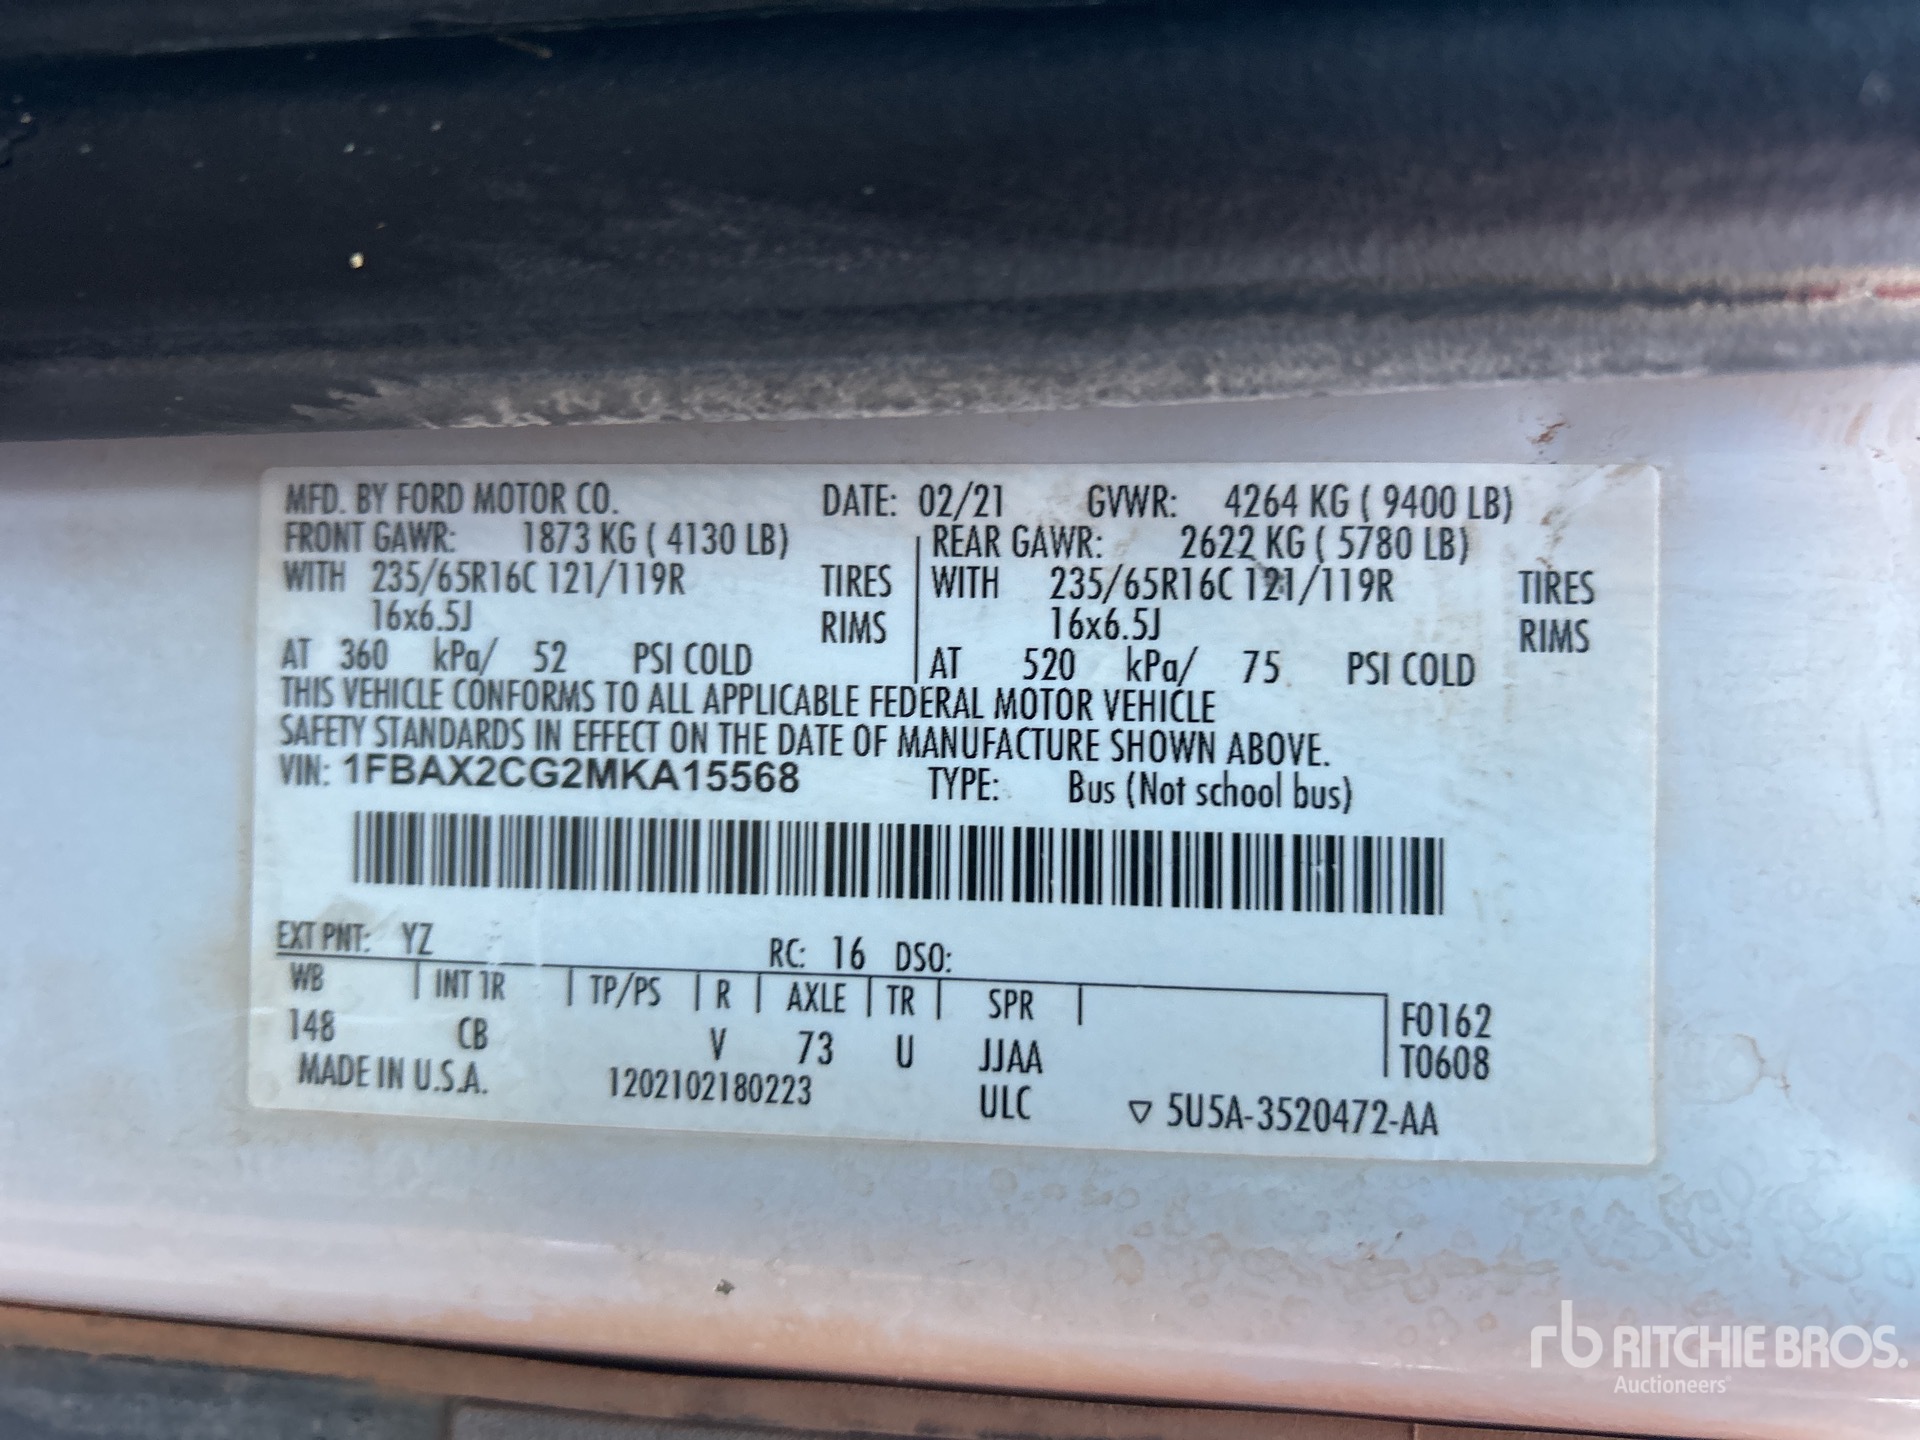 MFD. BY FORD MOTOR CO. DATE: 02/21 GVWR: 4264 KG ( 9400 LB)
FRONT GAWR: 1873 KG ( 4130 LB) REAR GAWR: 2622 KG ( 5780 LB)
WITH 235/65R16C 121/119R TIRES WITH 235/65R16C 121/119R TIRES
16x6.5J RIMS 16x6.5J RIMS
AT 360 kPa/ 52 PSI COLD AT 520 kPa/ 75 PSI COLD
THIS VEHICLE CONFORMS TO ALL APPLICABLE FEDERAL MOTOR VEHICLE
SAFETY STANDARDS IN EFFECT ON THE DATE OF MANUFACTURE SHOWN ABOVE.
VIN: 1FBAX2CG2MKA15568 TYPE: Bus (Not school bus)
EXT PNT: YZ RC: 16 DSO:
WB INT TR TP/PS R AXLE TR SPR F0162
148 CB V 73 U JJAA T0608
MADE IN U.S.A. 1202102180223 ULC ▽ 5U5A-3520472-AA
rb RITCHIE BROS.
Auctioneers